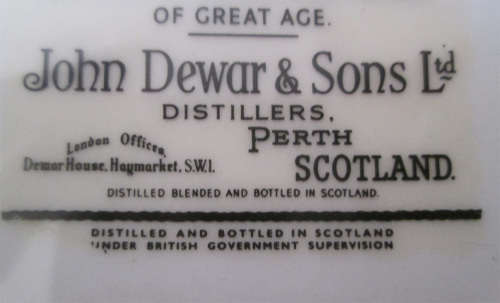 OF GREAT AGE.
John Dewar & Sons Ltd
DISTILLERS,
London Offices,
PERTH
Dewar House, Haymarket, S.W.1.
SCOTLAND.
DISTILLED BLENDED AND BOTTLED IN SCOTLAND.
DISTILLED AND BOTTLED IN SCOTLAND
UNDER BRITISH GOVERNMENT SUPERVISION